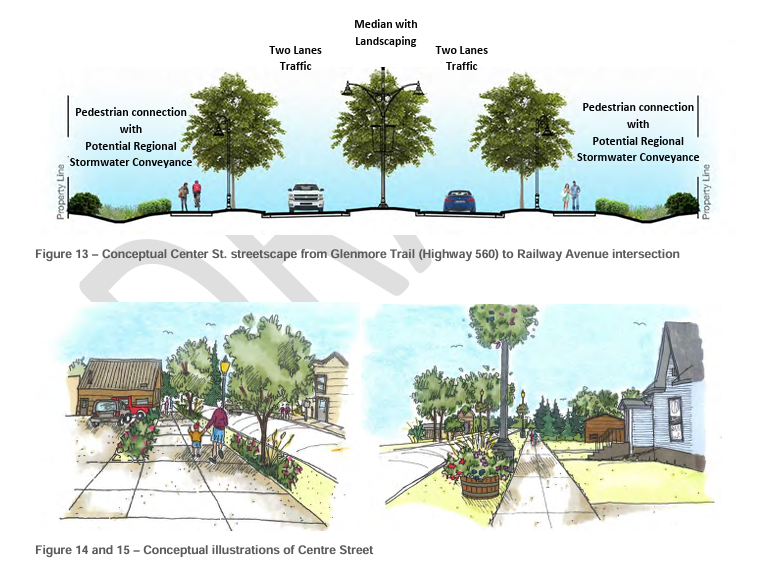 Median with
Landscaping
Two Lanes
Traffic
Two Lanes
Traffic
Pedestrian connection
with
Potential Regional
Stormwater Conveyance
Pedestrian connection
with
Potential Regional
Stormwater Conveyance
Property Line
Property Line
Figure 13 – Conceptual Center St. streetscape from Glenmore Trail (Highway 560) to Railway Avenue intersection
Figure 14 and 15 – Conceptual illustrations of Centre Street